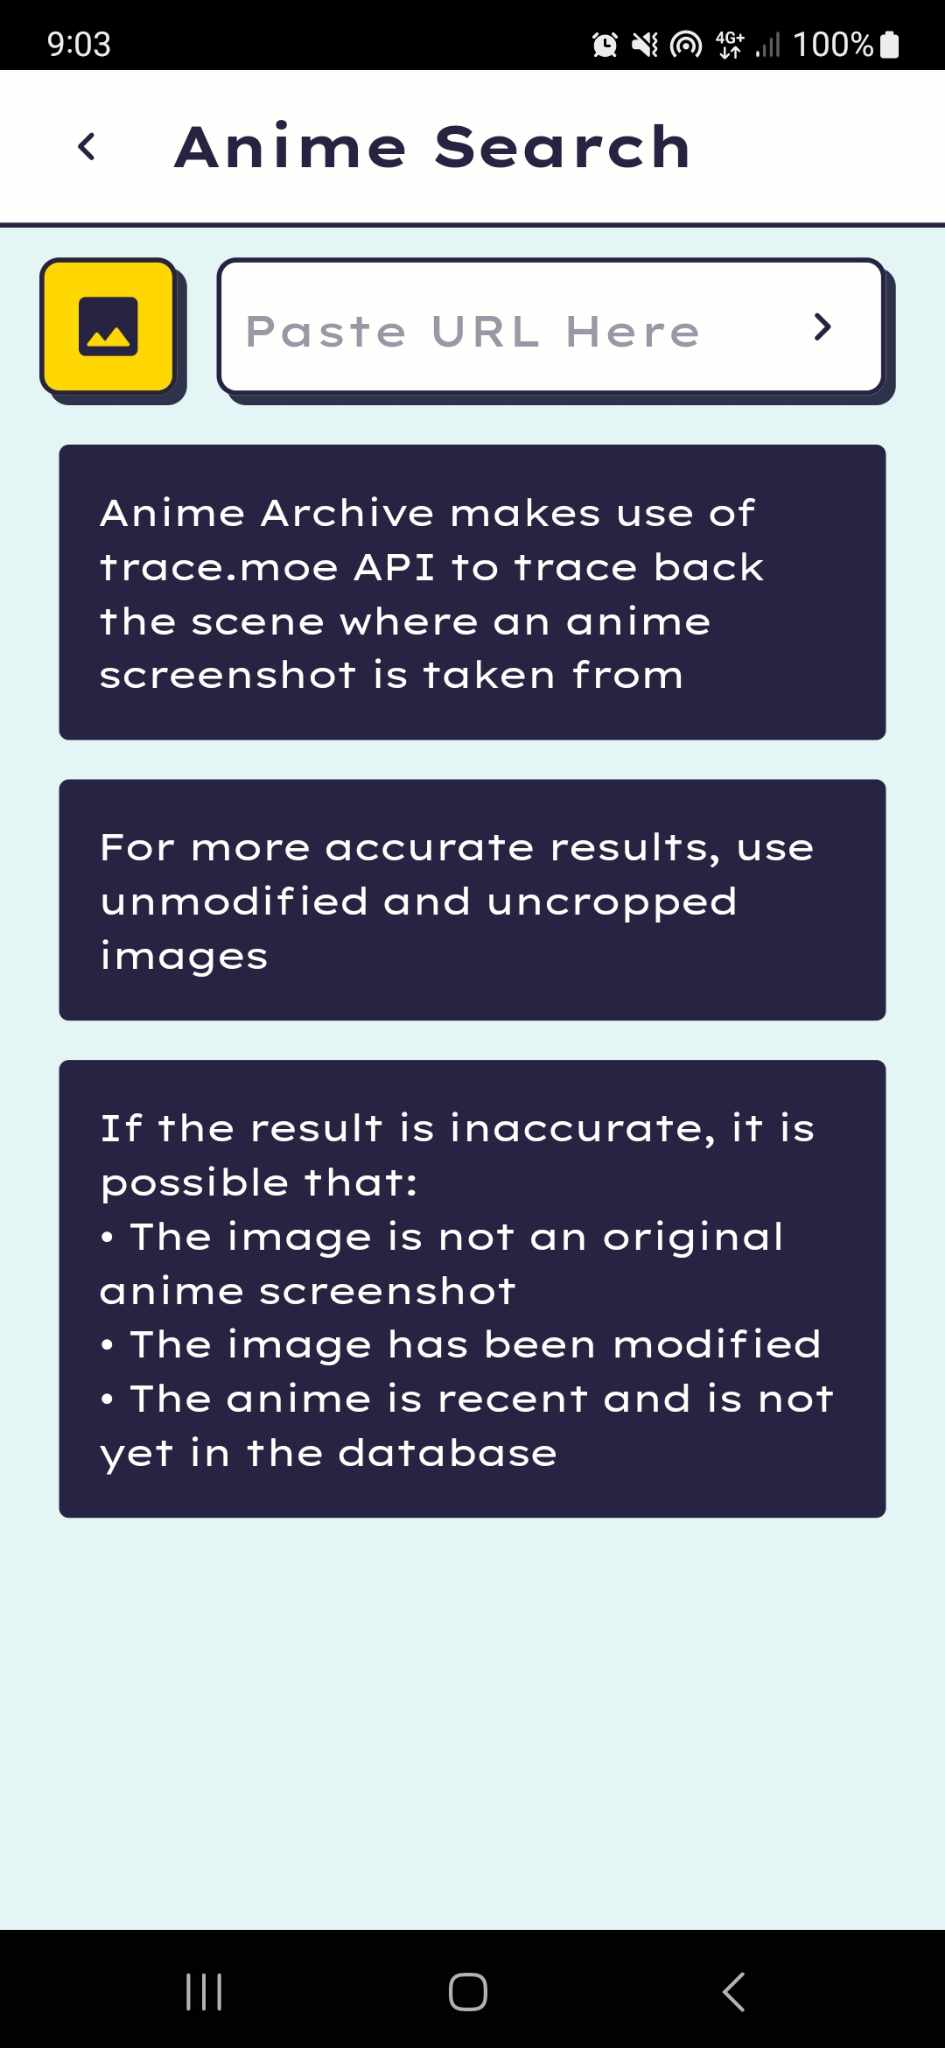 9:03
4G+
100%
Anime Search
Paste URL Here
Anime Archive makes use of
trace.moe API to trace back
the scene where an anime
screenshot is taken from
For more accurate results, use
unmodified and uncropped
images
If the result is inaccurate, it is
possible that:
• The image is not an original
anime screenshot
• The image has been modified
• The anime is recent and is not
yet in the database